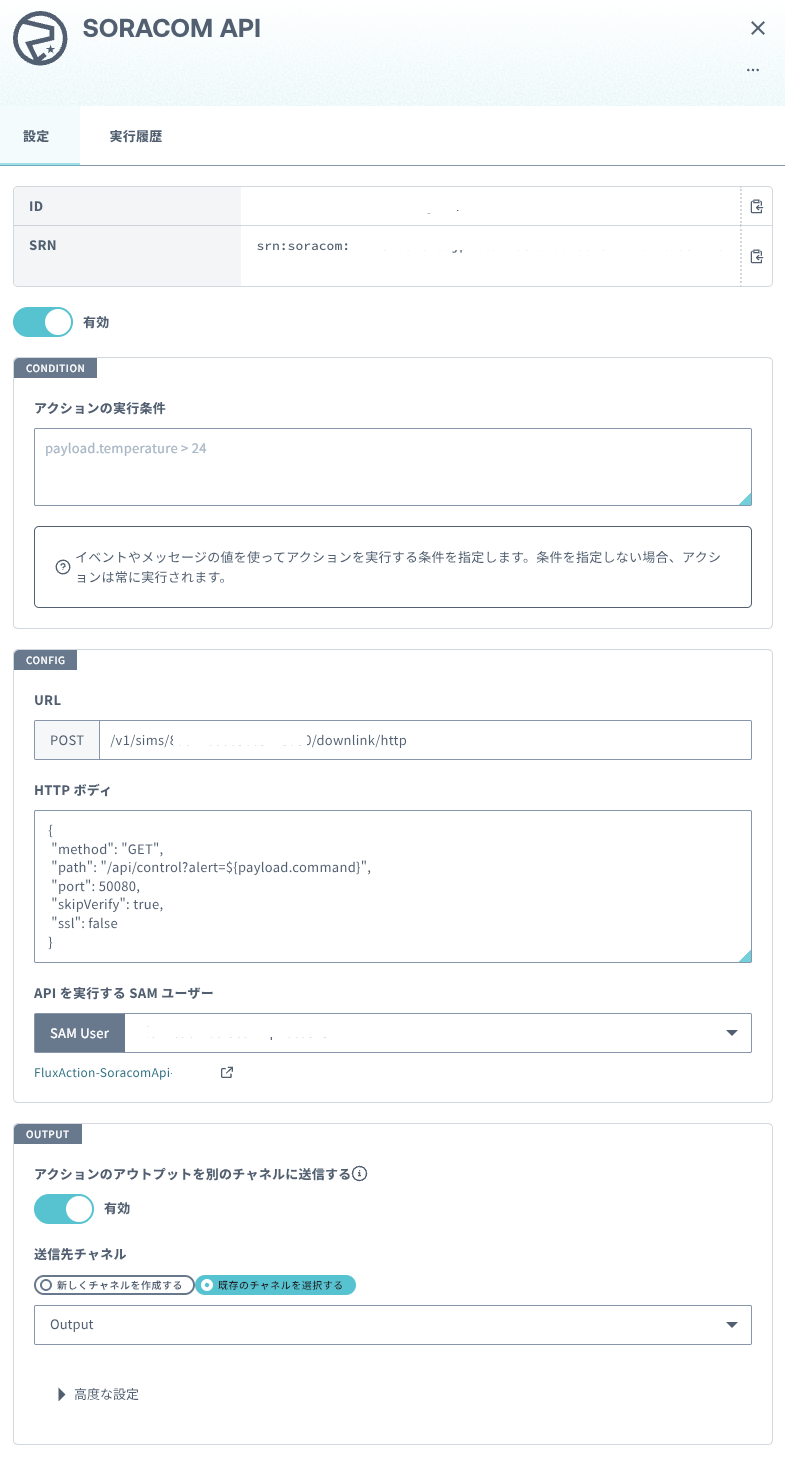 SORACOM API
設定
実行履歴
ID
SRN
srn:soracom:
有効
CONDITION
アクションの実行条件
payload.temperature > 24
イベントやメッセージの値を使ってアクションを実行する条件を指定します。条件を指定しない場合、アクシ
ョンは常に実行されます。
CONFIG
URL
POST
/v1/sims/ /downlink/http
HTTP ボディ
{
"method": "GET",
"path": "/api/control?alert=${payload.command}",
"port": 50080,
"skipVerify": true,
"ssl": false
}
API を実行する SAM ユーザー
SAM User
FluxAction-SoracomApi-
OUTPUT
アクションのアウトプットを別のチャネルに送信する
有効
送信先チャネル
新しくチャネルを作成する
既存のチャネルを選択する
Output
高度な設定